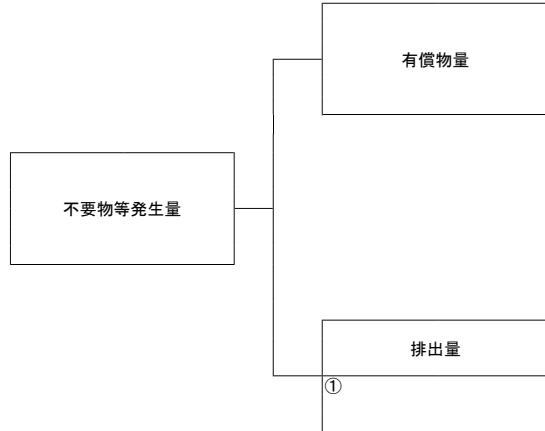 有償物量
不要物等発生量
排出量
①